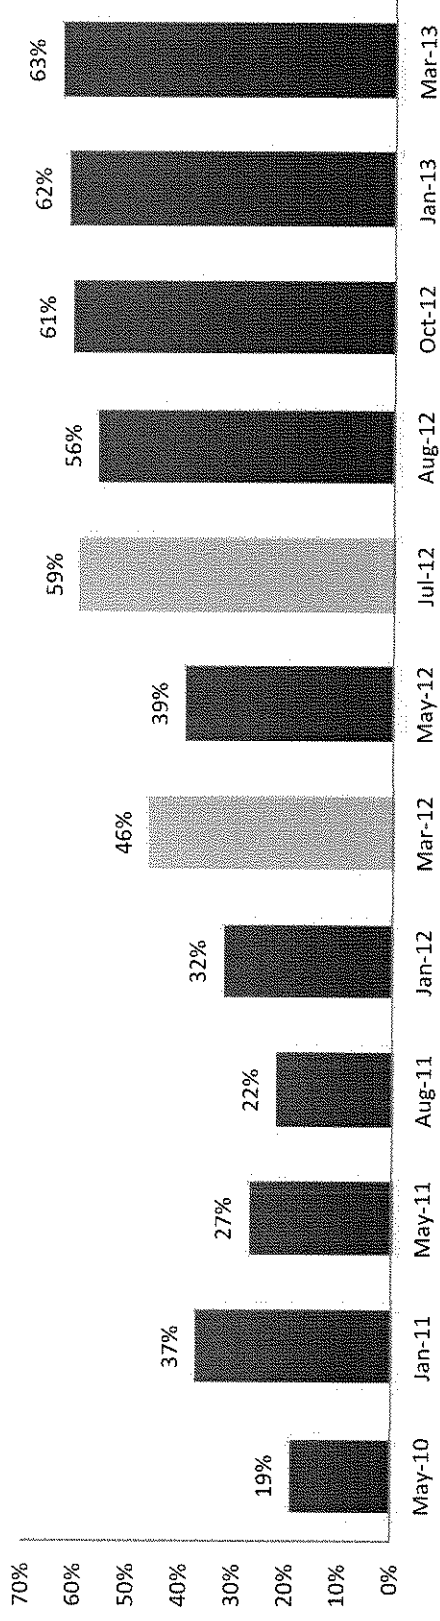 70%
60%
50%
40%
30%
20%
10%
0%
19%
37%
27%
22%
32%
46%
39%
59%
56%
61%
62%
63%
May-10
Jan-11
May-11
Aug-11
Jan-12
Mar-12
May-12
Jul-12
Aug-12
Oct-12
Jan-13
Mar-13